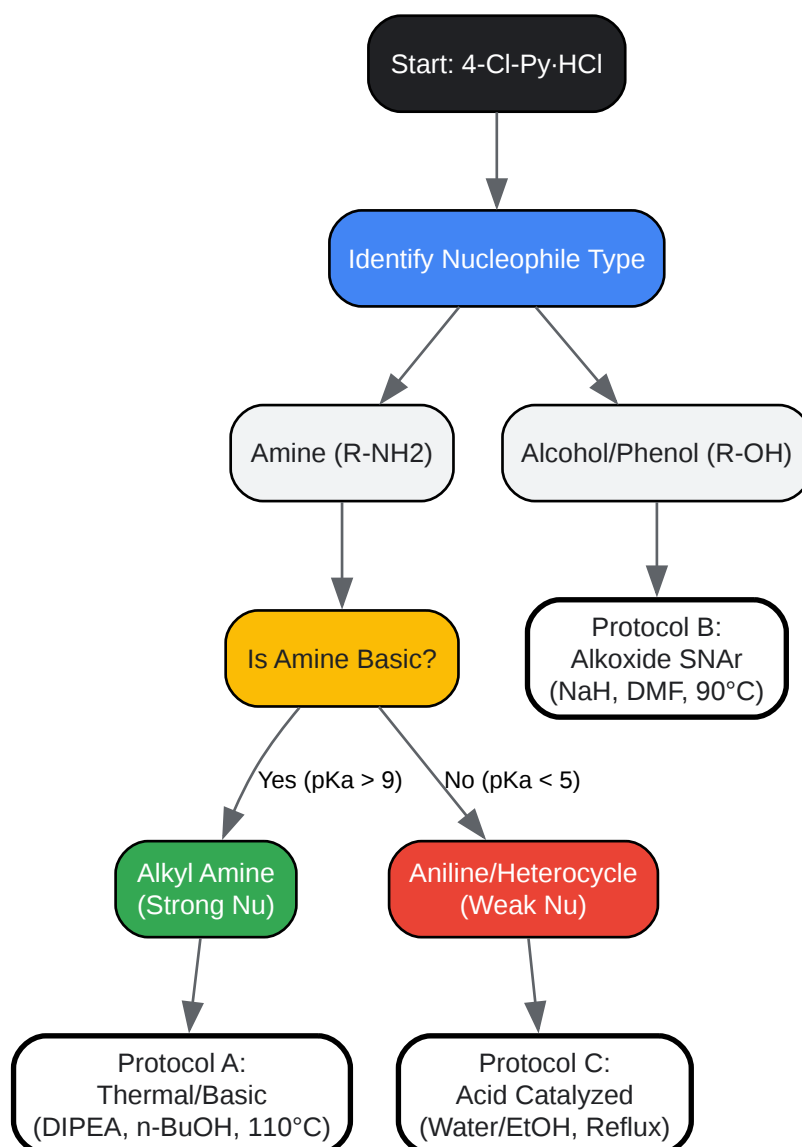 Start: 4-Cl-Py·HCl
Identify Nucleophile Type
Amine (R-NH2)
Alcohol/Phenol (R-OH)
Is Amine Basic?
Protocol B:
Alkoxide SNAr
(NaH, DMF, 90°C)
Yes (pKa > 9)
No (pKa < 5)
Alkyl Amine
(Strong Nu)
Aniline/Heterocycle
(Weak Nu)
Protocol A:
Thermal/Basic
(DIPEA, n-BuOH, 110°C)
Protocol C:
Acid Catalyzed
(Water/EtOH, Reflux)